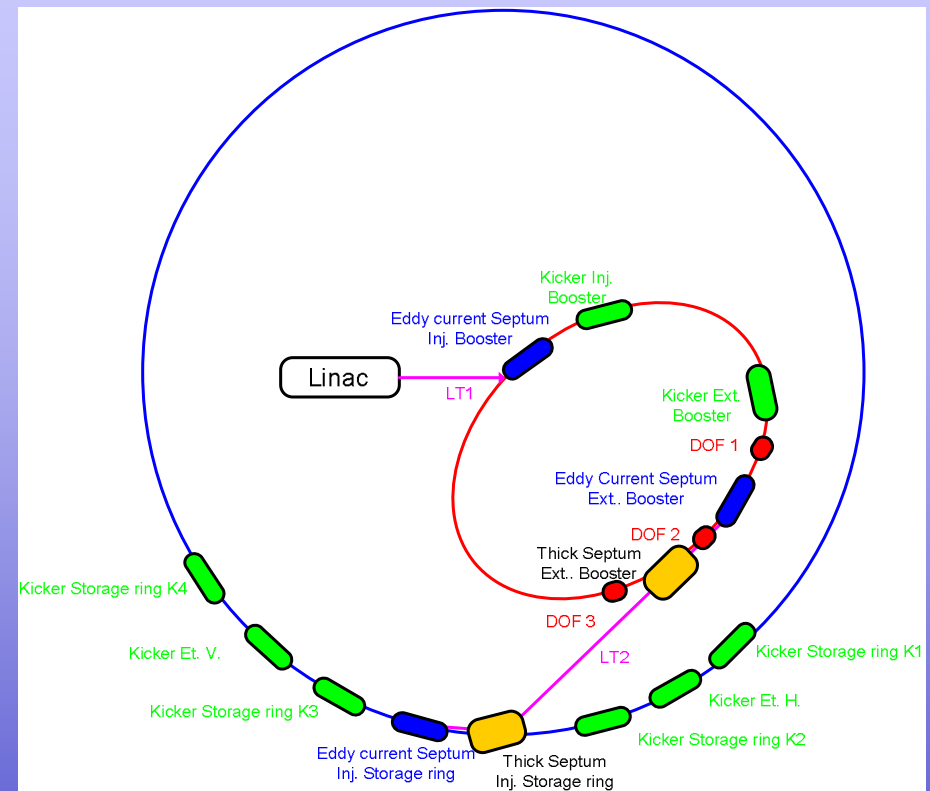 Kicker Inj.
Booster
Eddy current Septum
Inj. Booster
Linac
LT1
Kicker Ext.
Booster
DOF 1
Eddy Current Septum
Ext.. Booster
DOF 2
Thick Septum
Ext.. Booster
DOF 3
LT2
Kicker Storage ring K4
Kicker Et. V.
Kicker Storage ring K3
Eddy current Septum
Inj. Storage ring
Thick Septum
Inj. Storage ring
Kicker Storage ring K1
Kicker Et. H.
Kicker Storage ring K2